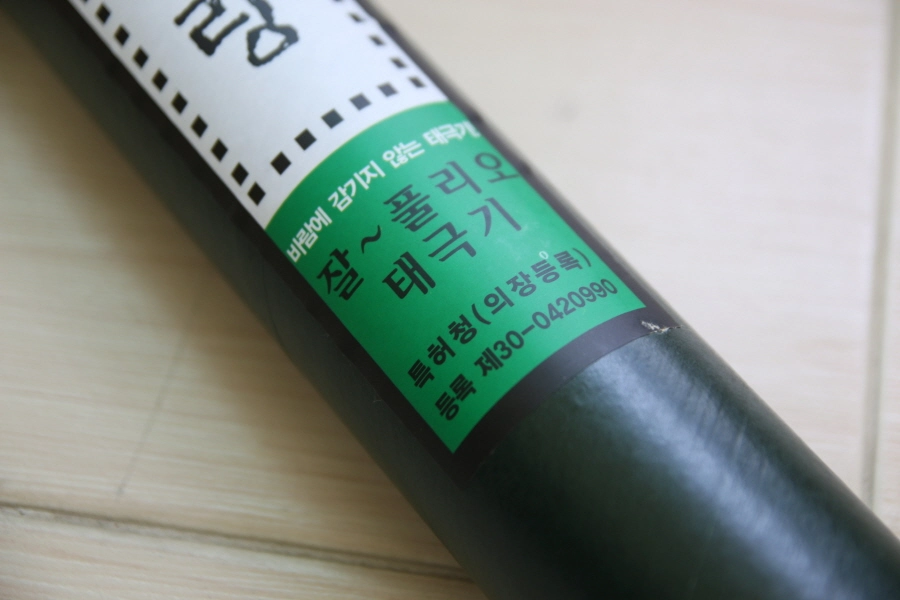 바람에 감기지 않는 태극기
잘~풀리오
태극기
특허청(의장등록)
등록 제30-0420990